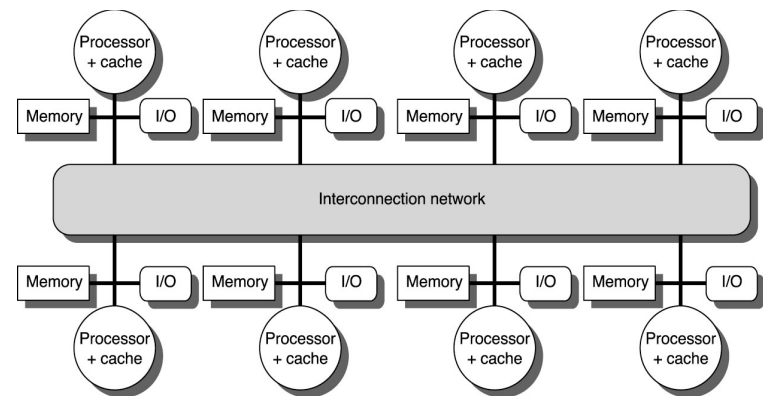 Processor
+ cache
Processor
+ cache
Processor
+ cache
Processor
+ cache
Memory
I/O
Memory
I/O
Memory
I/O
Memory
I/O
Interconnection network
Memory
I/O
Memory
I/O
Memory
I/O
Memory
I/O
Processor
+ cache
Processor
+ cache
Processor
+ cache
Processor
+ cache